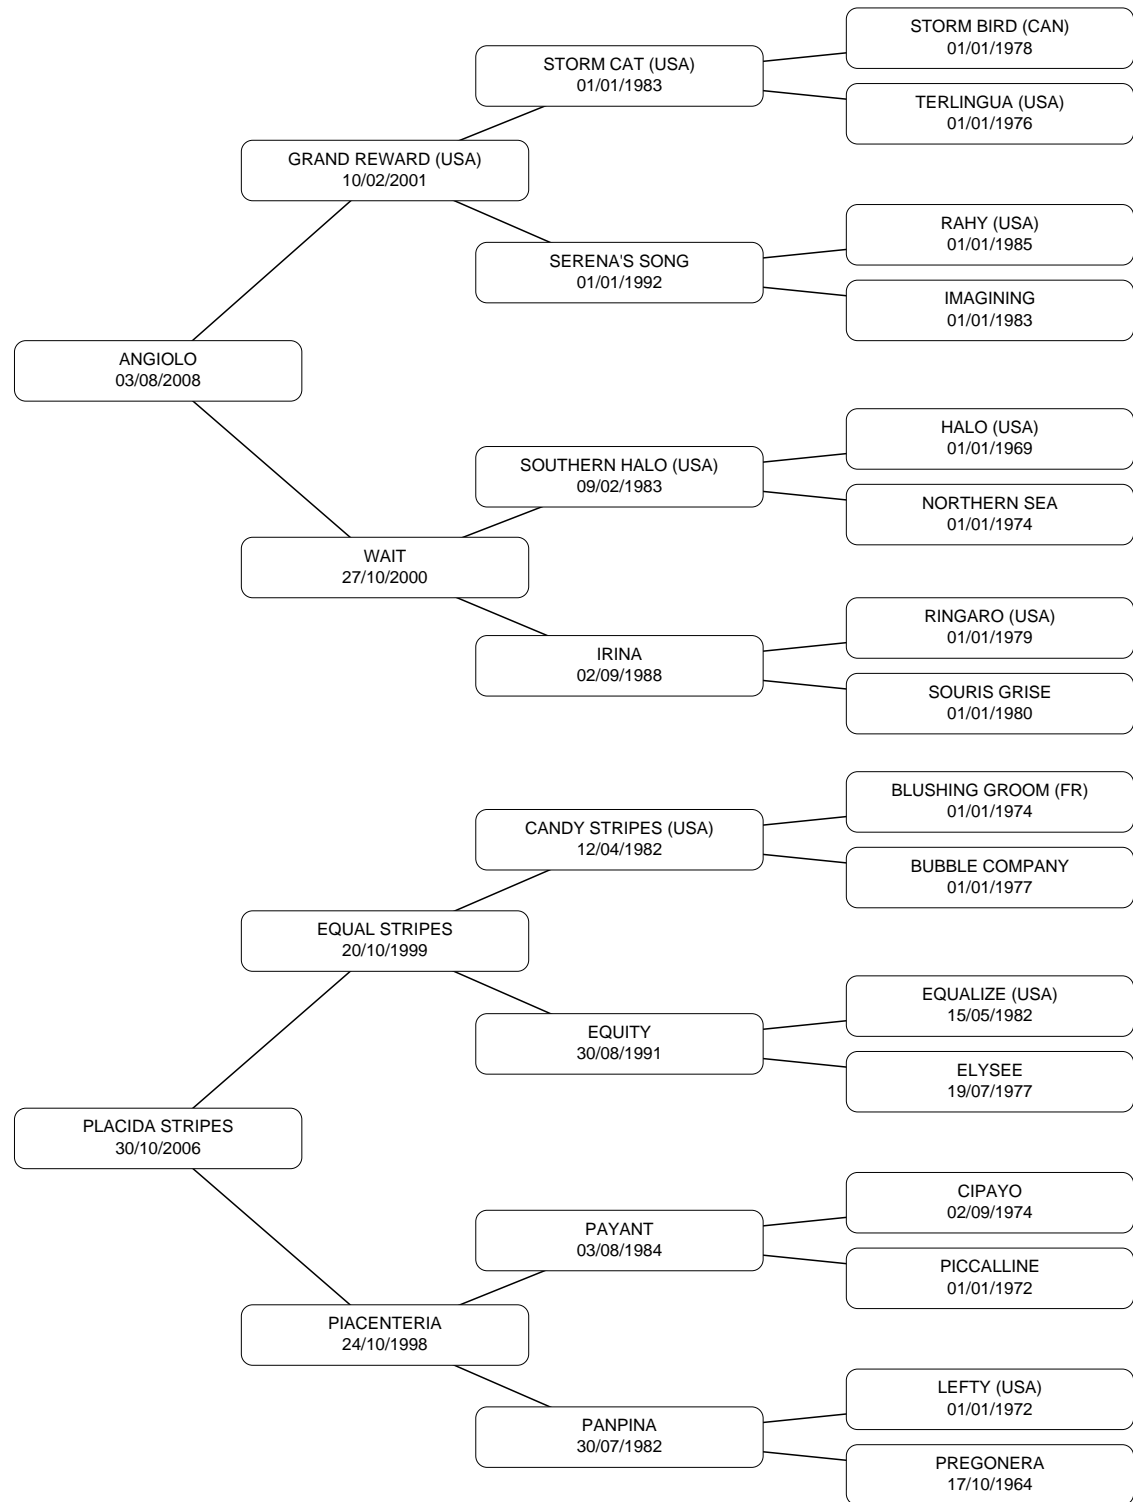 STORM BIRD (CAN)
01/01/1978
STORM CAT (USA)
01/01/1983
TERLINGUA (USA)
01/01/1976
GRAND REWARD (USA)
10/02/2001
RAHY (USA)
01/01/1985
SERENA'S SONG
01/01/1992
IMAGINING
01/01/1983
ANGIOLO
03/08/2008
HALO (USA)
01/01/1969
SOUTHERN HALO (USA)
09/02/1983
NORTHERN SEA
01/01/1974
WAIT
27/10/2000
RINGARO (USA)
01/01/1979
IRINA
02/09/1988
SOURIS GRISE
01/01/1980
BLUSHING GROOM (FR)
01/01/1974
CANDY STRIPES (USA)
12/04/1982
BUBBLE COMPANY
01/01/1977
EQUAL STRIPES
20/10/1999
EQUALIZE (USA)
15/05/1982
EQUITY
30/08/1991
ELYSEE
19/07/1977
PLACIDA STRIPES
30/10/2006
CIPAYO
02/09/1974
PAYANT
03/08/1984
PICCALLINE
01/01/1972
PIACENTERIA
24/10/1998
LEFTY (USA)
01/01/1972
PANPINA
30/07/1982
PREGONERA
17/10/1964